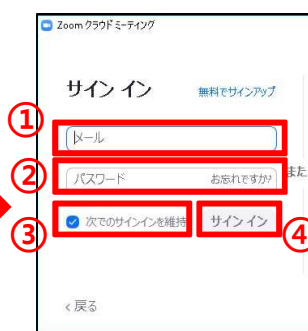 Zoom クラウド ミーティング
サイン イン 無料でサインアップ
①
メール
②
パスワード お忘れですか?
また
③
次でのサインインを維持 サイン イン
④
<戻る